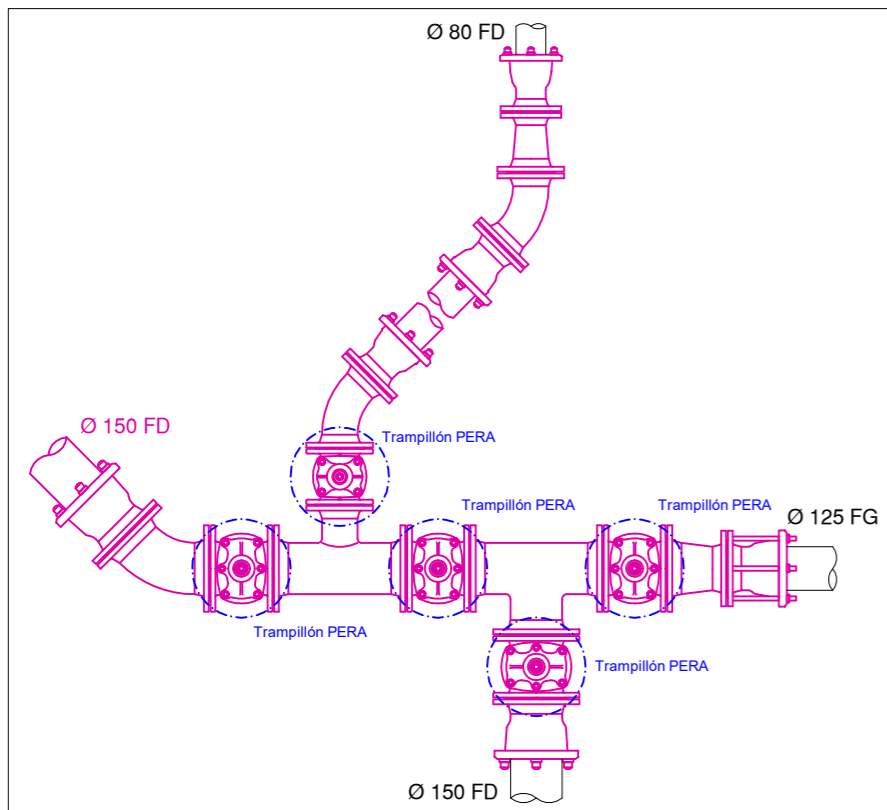 Ø 80 FD
Ø 150 FD
Trampillón PERA
Trampillón PERA
Trampillón PERA
Ø 125 FG
Trampillón PERA
Trampillón PERA
Ø 150 FD